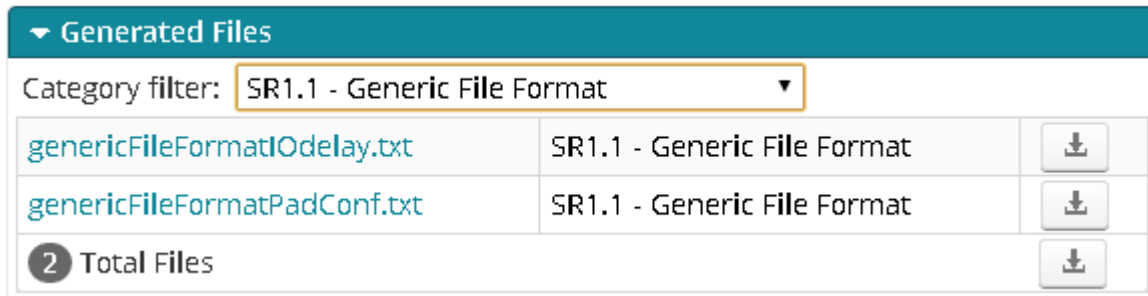 Generated Files
Category filter: SR1.1 - Generic File Format
genericFileFormatIOdelay.txt SR1.1 - Generic File Format
genericFileFormatPadConf.txt SR1.1 - Generic File Format
2 Total Files